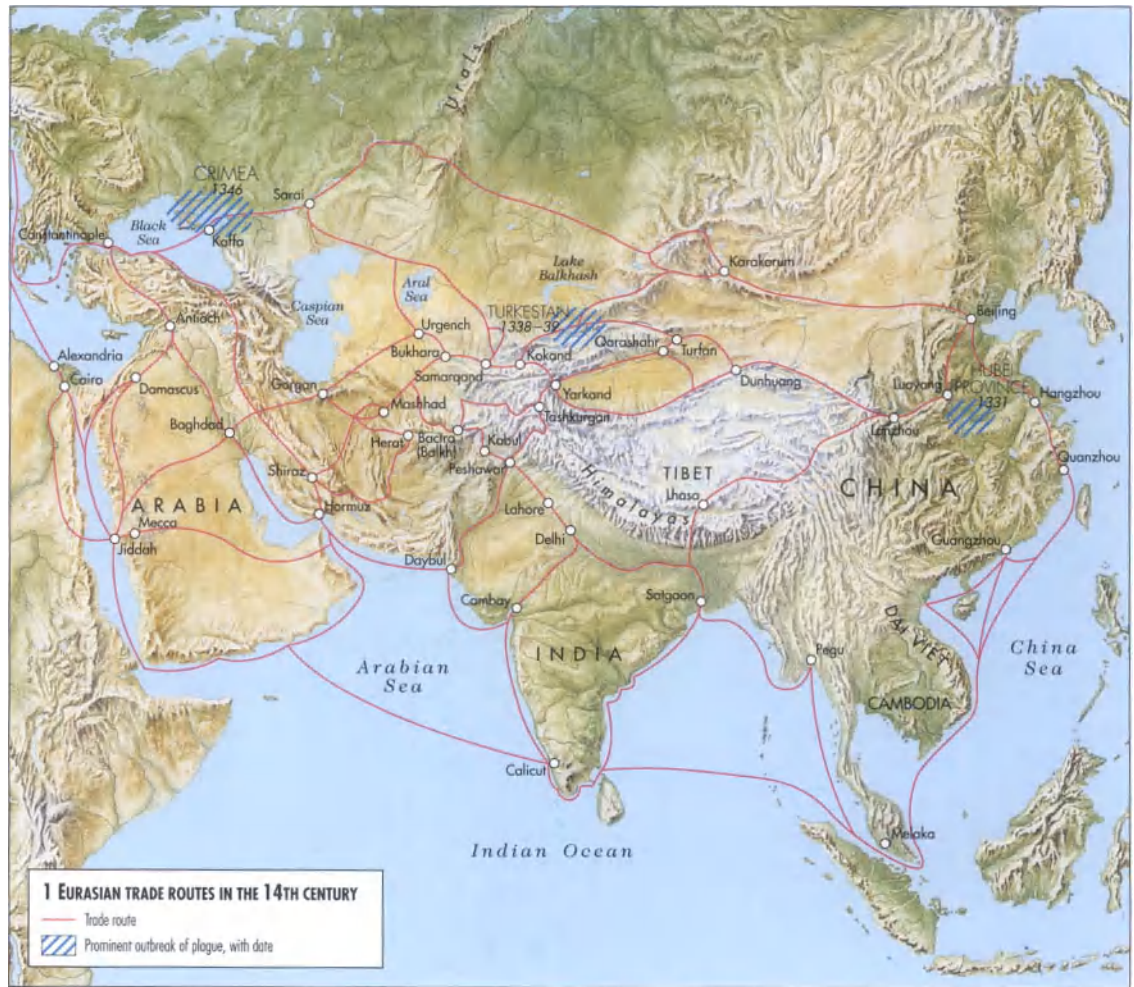 Urals
CRIMEA
1346
Sarai
Black
Sea
Constantinople
Kaffa
Karakorum
Lake
Balkhash
Aral
Sea
Caspian
Sea
TURKESTAN
1338–39
Antioch
Urgench
Beijing
Qarashahr
Turfan
Bukhara
Kokand
Alexandria
Samarqand
Cairo
Damascus
Gorgan
Yarkand
Dunhuang
Luoyang
HUBEI
PROVINCE
1331
Hangzhou
Mashhad
Tashkurgan
Lanzhou
Baghdad
Herat
Bactra
(Balkh)
Kabul
Quanzhou
Shiraz
Peshawar
TIBET
CHINA
Himalayas
Lhasa
ARABIA
Mecca
Hormuz
Lahore
Jiddah
Delhi
Guangzhou
Daybul
Cambay
Satgaon
DAI VIET
INDIA
Pegu
China
Sea
Arabian
Sea
CAMBODIA
Calicut
Melaka
Indian Ocean
1 EURASIAN TRADE ROUTES IN THE 14TH CENTURY
Trade route
Prominent outbreak of plague, with date